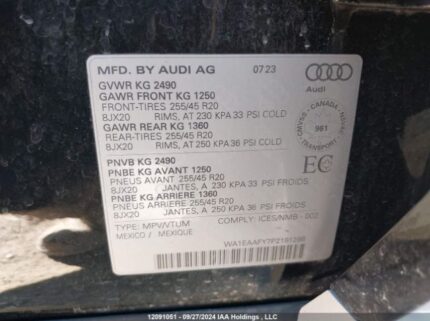 MFD. BY AUDI AG 07 23
GVWR KG 2490
GAWR FRONT KG 1250
FRONT-TIRES 255/45 R20
8JX20 RIMS, AT 230 KPA 33 PSI COLD
GAWR REAR KG 1360
REAR-TIRES 255/45 R20
8JX20 RIMS, AT 250 KPA 36 PSI COLD
Audi
CANADA
TRANSPORT
961
PNVB KG 2490
PNBE KG AVANT 1250
PNEUS AVANT 255/45 R20
8JX20 JANTES, A 230 KPA 33 PSI FROIDS
PNBE KG ARRIERE 1360
PNEUS ARRIERE 255/45 R20
8JX20 JANTES, A 250 KPA 36 PSI FROIDS
EC
TYPE: MPV/VTUM COMPLY: ICES/NMB - 002
MEXICO / MEXIQUE
12091051 - 09/27/2024 IAA Holdings , LLC